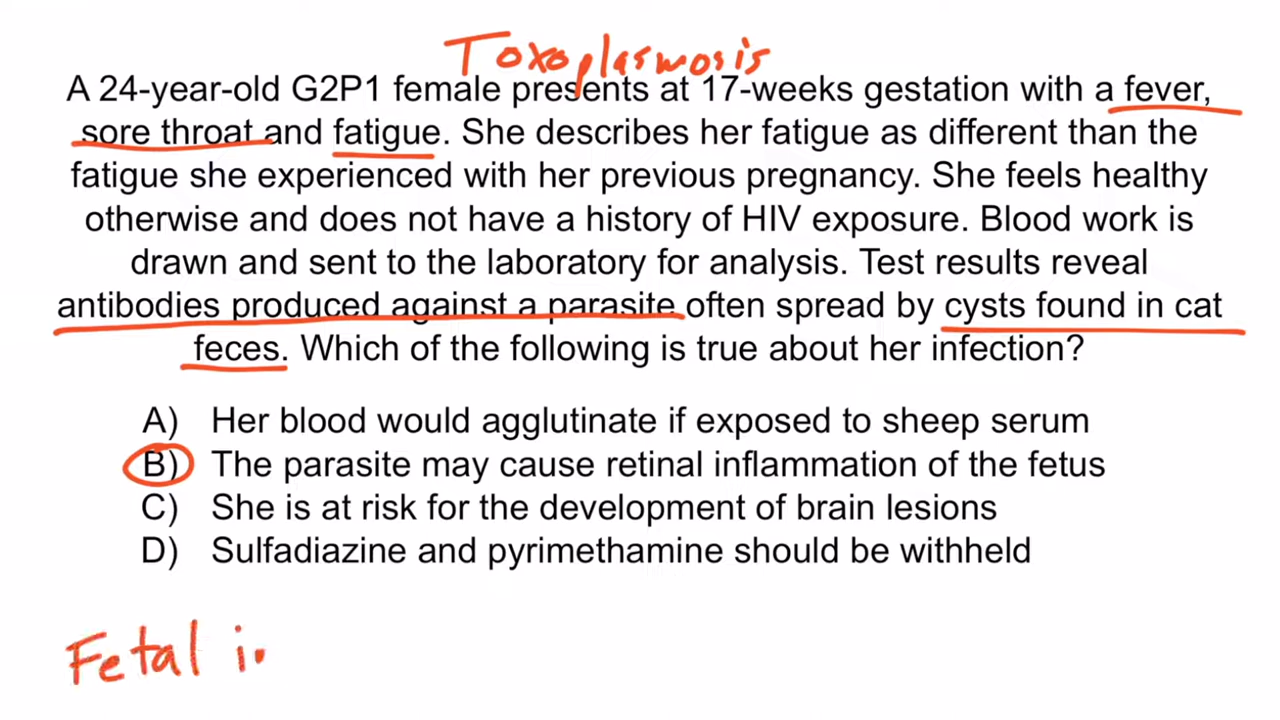 Toxoplasmosis
A 24-year-old G2P1 female presents at 17-weeks gestation with a fever,
sore throat and fatigue. She describes her fatigue as different than the
fatigue she experienced with her previous pregnancy. She feels healthy
otherwise and does not have a history of HIV exposure. Blood work is
drawn and sent to the laboratory for analysis. Test results reveal
antibodies produced against a parasite often spread by cysts found in cat
feces. Which of the following is true about her infection?
A) Her blood would agglutinate if exposed to sheep serum
B) The parasite may cause retinal inflammation of the fetus
C) She is at risk for the development of brain lesions
D) Sulfadiazine and pyrimethamine should be withheld
Fetal i